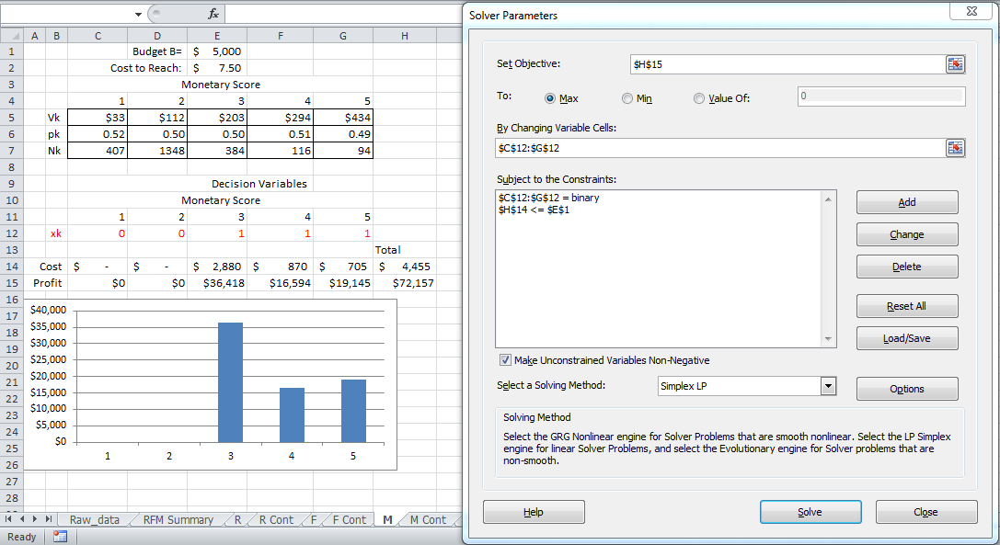 fx
A B C D E F G H
1 Budget B= $ 5,000
2 Cost to Reach: $ 7.50
3 Monetary Score
4 1 2 3 4 5
5 Vk $33 $112 $203 $294 $434
6 pk 0.52 0.50 0.50 0.51 0.49
7 Nk 407 1348 384 116 94
8
9 Decision Variables
10 Monetary Score
11 1 2 3 4 5
12 xk 0 0 1 1 1
13 Total
14 Cost $ - $ - $ 2,880 $ 870 $ 705 $ 4,455
15 Profit $0 $0 $36,418 $16,594 $19,145 $72,157
16
17
18
19
20
21
22
23
24
25
26
27
28
$40,000
$35,000
$30,000
$25,000
$20,000
$15,000
$10,000
$5,000
$0
1 2 3 4 5
Raw_data RFM Summary R R Cont F F Cont M M Cont
Ready
Solver Parameters
Set Objective: $H$15
To: Max Min Value Of: 0
By Changing Variable Cells:
$C$12:$G$12
Subject to the Constraints:
$C$12:$G$12 = binary
$H$14 <= $E$1
Add
Change
Delete
Reset All
Load/Save
Make Unconstrained Variables Non-Negative
Select a Solving Method: Simplex LP
Options
Solving Method
Select the GRG Nonlinear engine for Solver Problems that are smooth nonlinear. Select the LP Simplex
engine for linear Solver Problems, and select the Evolutionary engine for Solver problems that are
non-smooth.
Help Solve Close